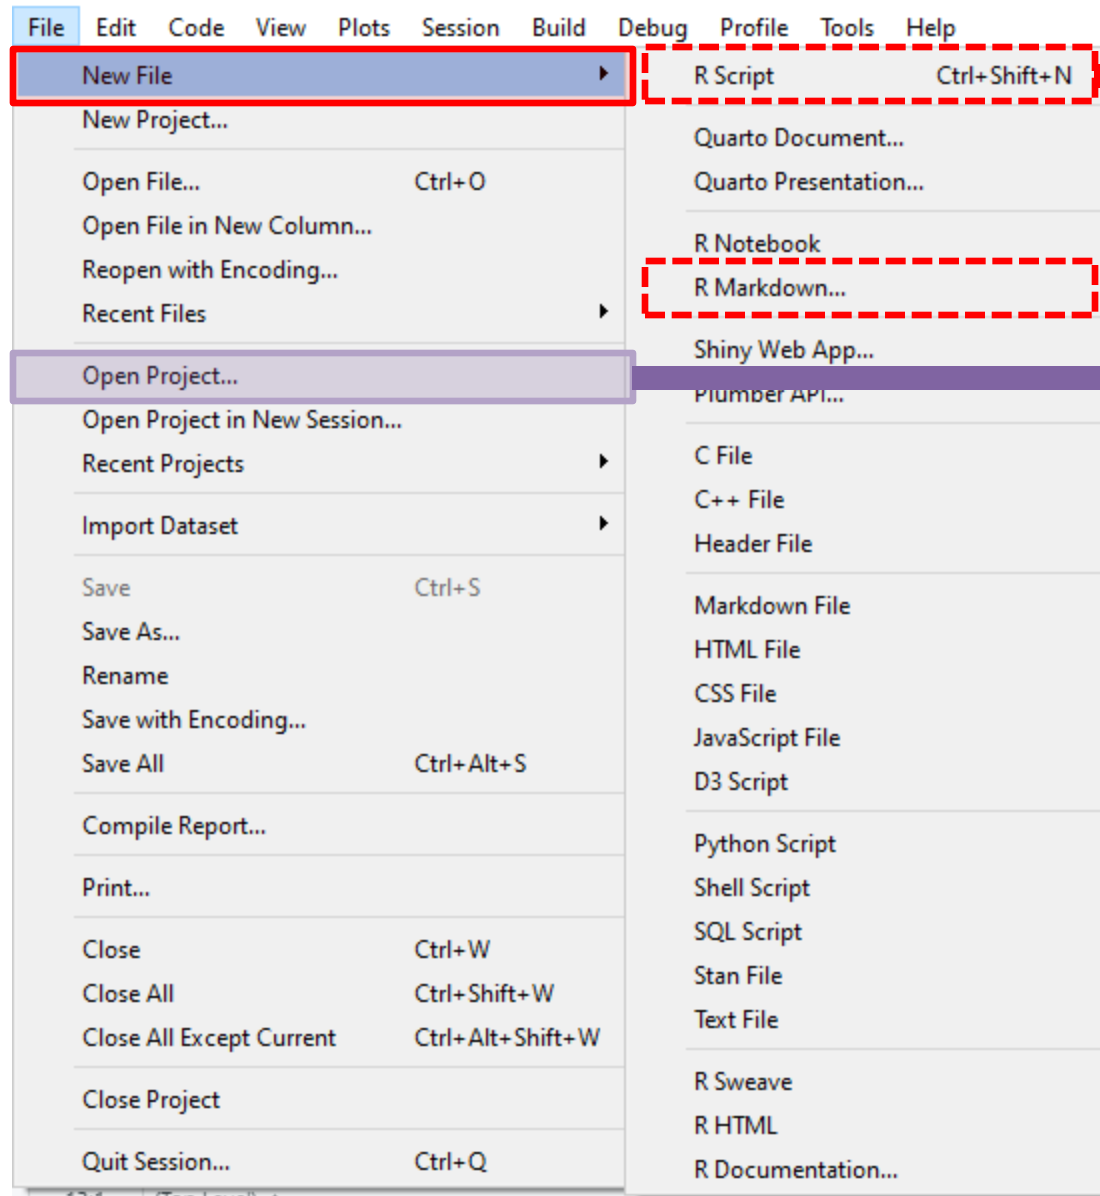 File Edit Code View Plots Session Build Debug Profile Tools Help
New File
New Project...
Open File... Ctrl+O
Open File in New Column...
Reopen with Encoding...
Recent Files
Open Project...
Open Project in New Session...
Recent Projects
Import Dataset
Save Ctrl+S
Save As...
Rename
Save with Encoding...
Save All Ctrl+Alt+S
Compile Report...
Print...
Close Ctrl+W
Close All Ctrl+Shift+W
Close All Except Current Ctrl+Alt+Shift+W
Close Project
Quit Session... Ctrl+Q
R Script Ctrl+Shift+N
Quarto Document...
Quarto Presentation...
R Notebook
R Markdown...
Shiny Web App...
Plumber API...
C File
C++ File
Header File
Markdown File
HTML File
CSS File
JavaScript File
D3 Script
Python Script
Shell Script
SQL Script
Stan File
Text File
R Sweave
R HTML
R Documentation...